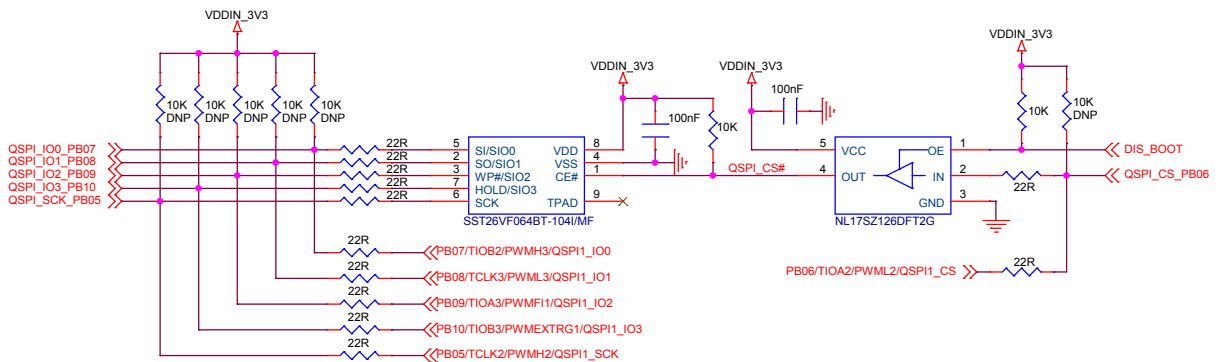 VDDIN_3V3
VDDIN_3V3
VDDIN_3V3
VDDIN_3V3
10K
DNP
10K
DNP
10K
DNP
10K
DNP
10K
DNP
100nF
10K
100nF
10K
10K
DNP
QSPI_IO0_PB07
QSPI_IO1_PB08
QSPI_IO2_PB09
QSPI_IO3_PB10
QSPI_SCK_PB05
22R
22R
22R
22R
22R
5
2
3
7
6
SI/SIO0
SO/SIO1
WP#/SIO2
HOLD/SIO3
SCK
VDD
VSS
CE#
TPAD
8
4
1
9
SST26VF064BT-104I/MF
QSPI_CS#
5
4
VCC
OUT
OE
IN
GND
1
2
3
NL17SZ126DFT2G
22R
DIS_BOOT
QSPI_CS_PB06
22R
PB07/TIOB2/PWMH3/QSPI1_IO0
22R
PB08/TCLK3/PWML3/QSPI1_IO1
22R
PB09/TIOA3/PWMFI1/QSPI1_IO2
22R
PB10/TIOB3/PWMEXTRG1/QSPI1_IO3
22R
PB05/TCLK2/PWMH2/QSPI1_SCK
PB06/TIOA2/PWML2/QSPI1_CS
22R